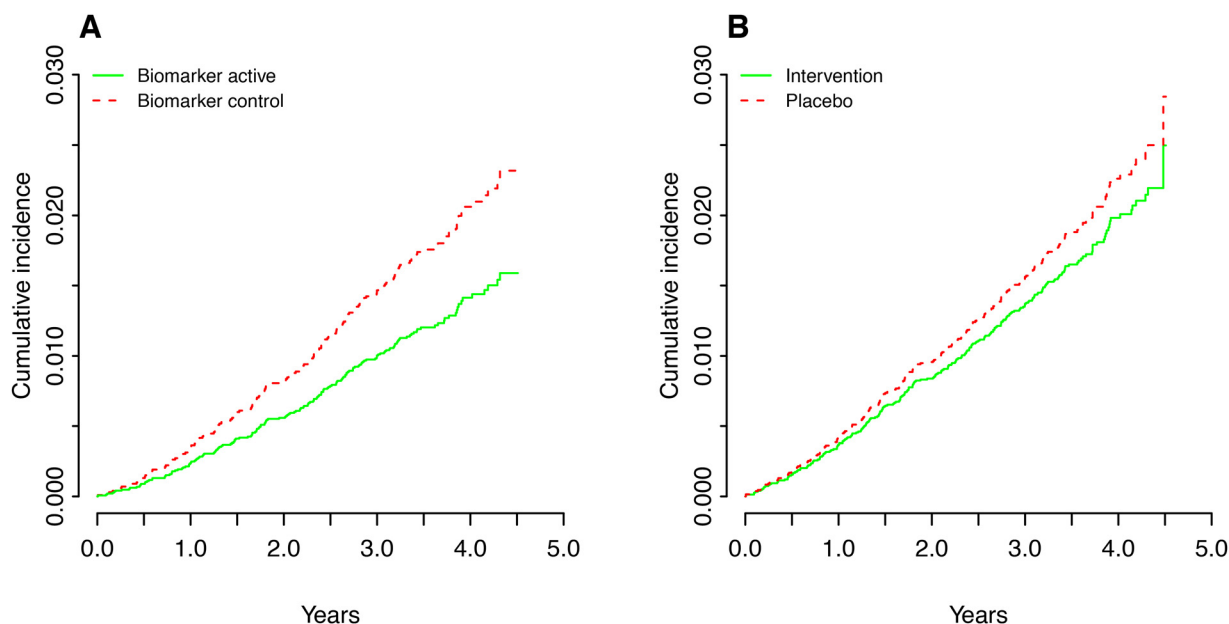 A
0.030
0.020
0.010
0.000
Cumulative incidence
Biomarker active
Biomarker control
0.0 1.0 2.0 3.0 4.0 5.0
Years
B
0.030
0.020
0.010
0.000
Cumulative incidence
Intervention
Placebo
0.0 1.0 2.0 3.0 4.0 5.0
Years